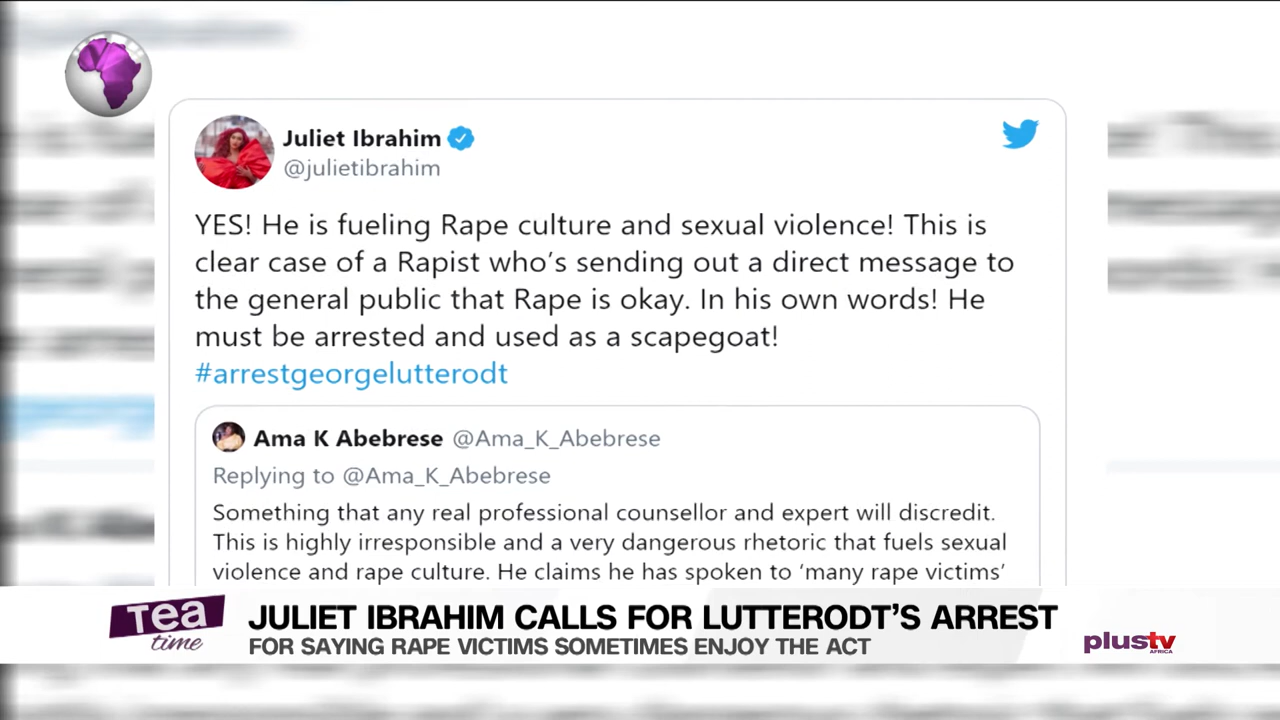 Juliet Ibrahim
@julietibrahim
YES! He is fueling Rape culture and sexual violence! This is
clear case of a Rapist who's sending out a direct message to
the general public that Rape is okay. In his own words! He
must be arrested and used as a scapegoat!
#arrestgeorgelutterodt
Ama K Abebrese @Ama_K_Abebrese
Replying to @Ama_K_Abebrese
Something that any real professional counsellor and expert will discredit.
This is highly irresponsible and a very dangerous rhetoric that fuels sexual
violence and rape culture. He claims he has spoken to 'many rape victims'
Tea
time
JULIET IBRAHIM CALLS FOR LUTTERODT'S ARREST
FOR SAYING RAPE VICTIMS SOMETIMES ENJOY THE ACT
plustv
AFRICA